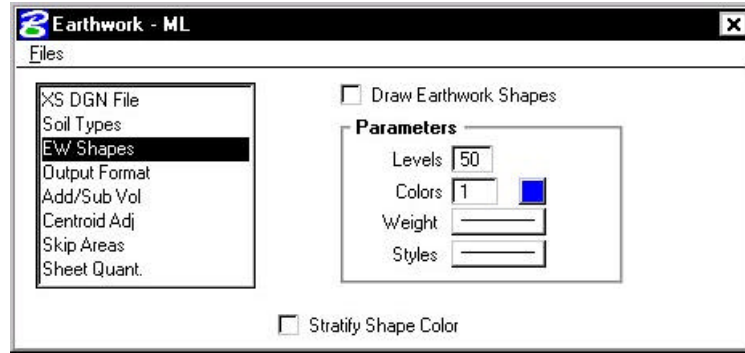 Earthwork - ML
Files
XS DGN File
Soil Types
EW Shapes
Output Format
Add/Sub Vol
Centroid Adj
Skip Areas
Sheet Quant.
Draw Earthwork Shapes
Parameters
Levels 50
Colors 1
Weight
Styles
Stratify Shape Color